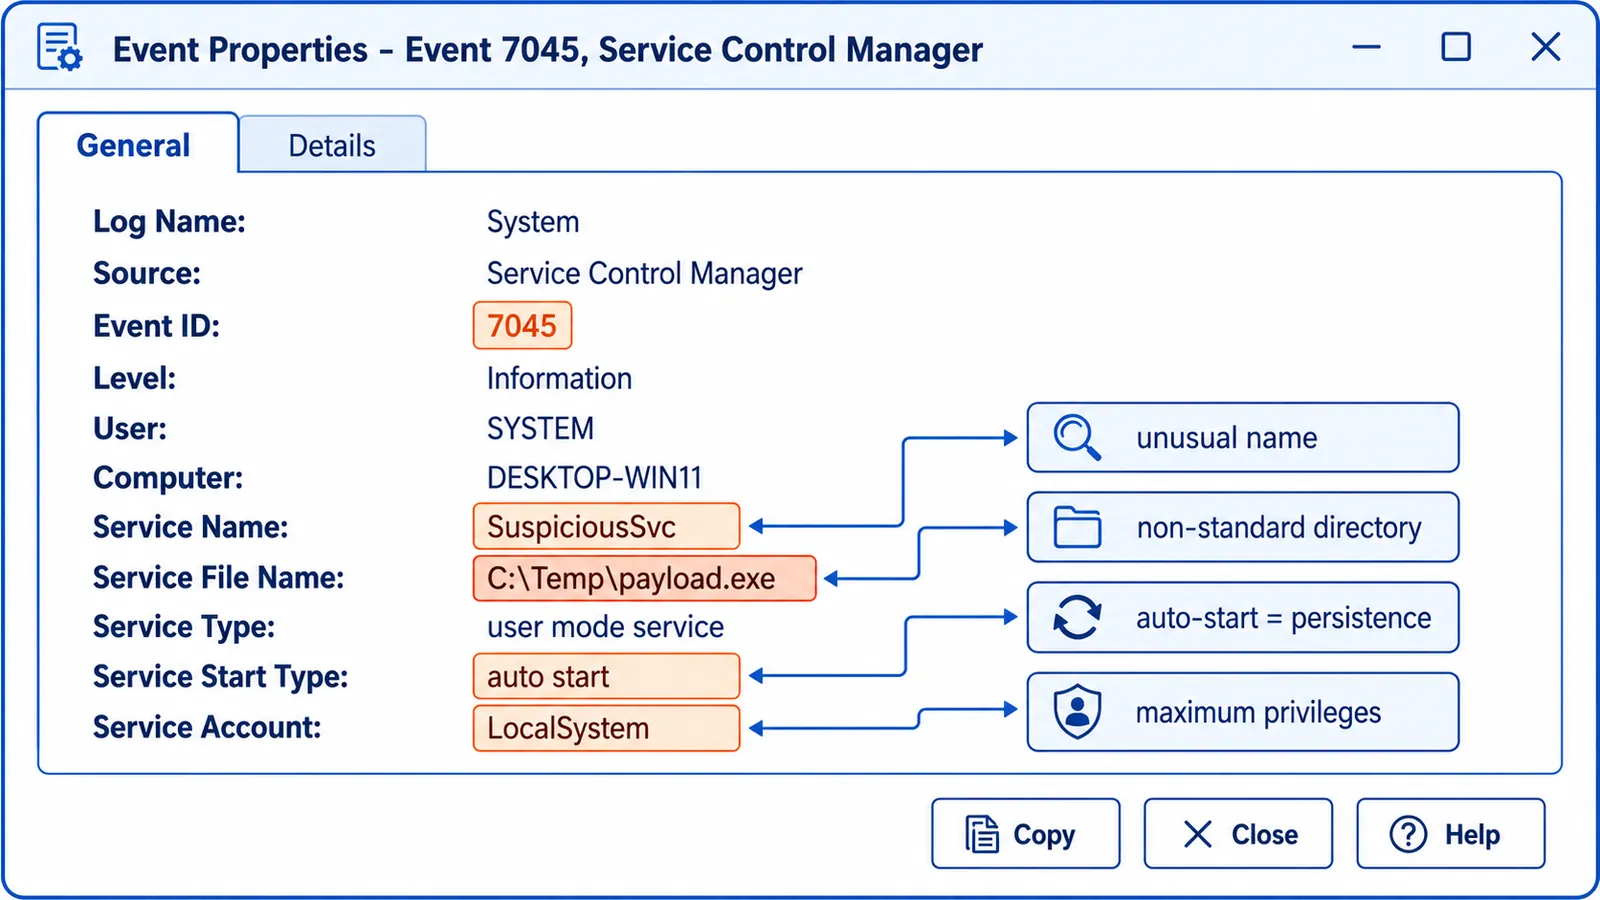 Event Properties – Event 7045, Service Control Manager
General
Details
Log Name: System
Source: Service Control Manager
Event ID: 7045
Level: Information
User: SYSTEM
Computer: DESKTOP-WIN11
Service Name: SuspiciousSvc
unusual name
Service File Name: C:\Temp\payload.exe
non-standard directory
Service Type: user mode service
Service Start Type: auto start
auto-start = persistence
Service Account: LocalSystem
maximum privileges
Copy
Close
Help